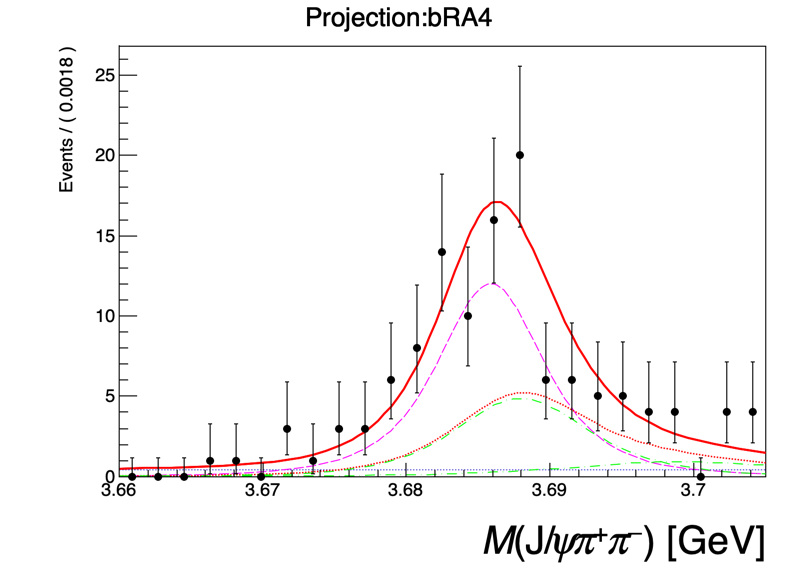 Projection:bRA4
Events / ( 0.0018 )
25
20
15
10
5
0
3.66 3.67 3.68 3.69 3.7
M(J/ψπ⁺π⁻) [GeV]